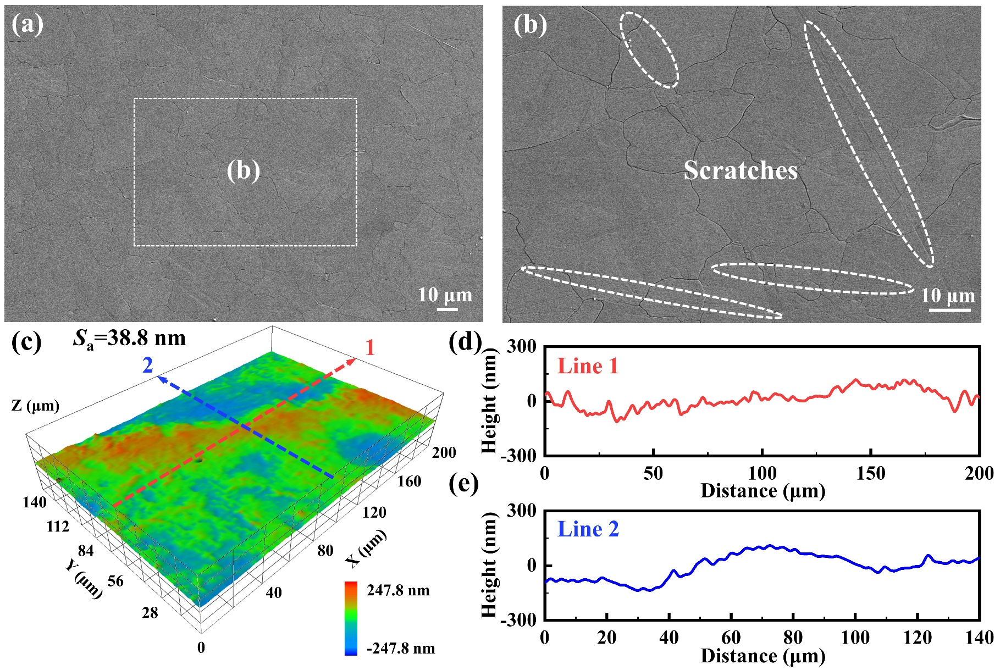 (a)
(b)
10 μm
(b)
Scratches
10 μm
(c)
Sa=38.8 nm
1
2
Z (μm)
140
112
84
56
28
0
Y (μm)
40
80
120
160
200
X (μm)
247.8 nm
-247.8 nm
(d)
Line 1
Height (nm)
300
0
-300
0
50
100
150
200
Distance (μm)
(e)
Line 2
Height (nm)
300
0
-300
0
20
40
60
80
100
120
140
Distance (μm)